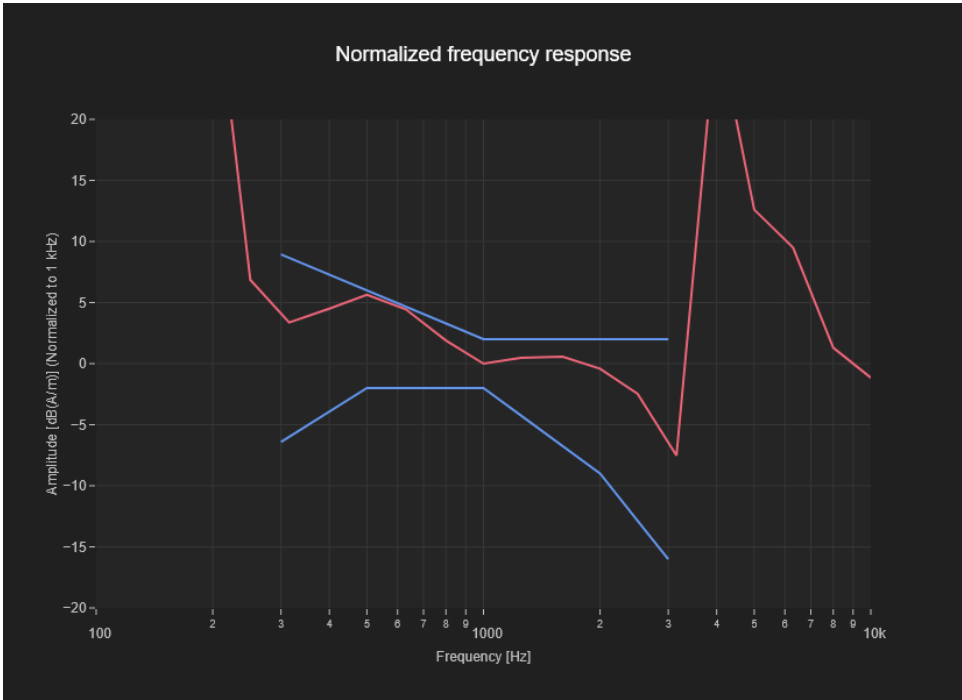 Normalized frequency response
Amplitude [dB(A/m)] (Normalized to 1 kHz)
20
15
10
5
0
−5
−10
−15
−20
100 2 3 4 5 6 7 8 9 1000 2 3 4 5 6 7 8 9 10k
Frequency [Hz]